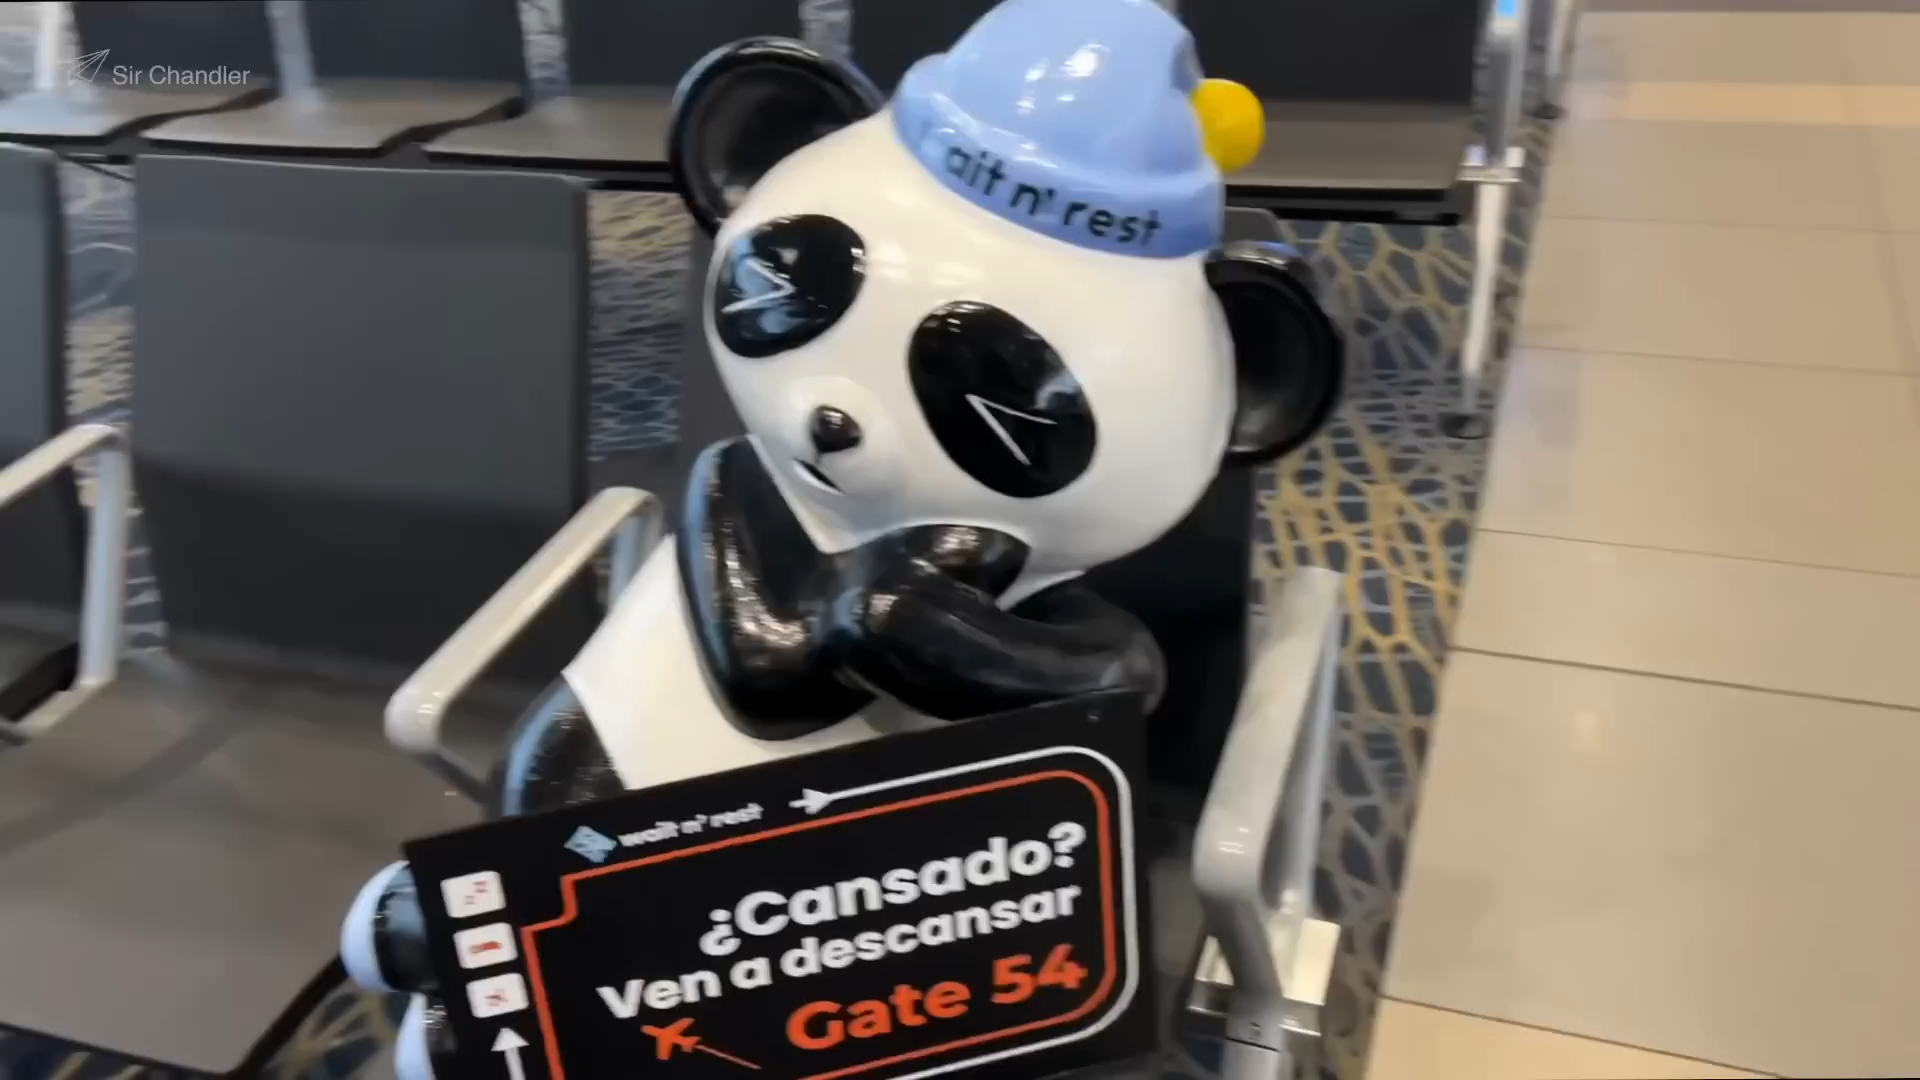 Sir Chandler
ait n' rest
wait n' rest
¿Cansado?
Ven a descansar
Gate 54